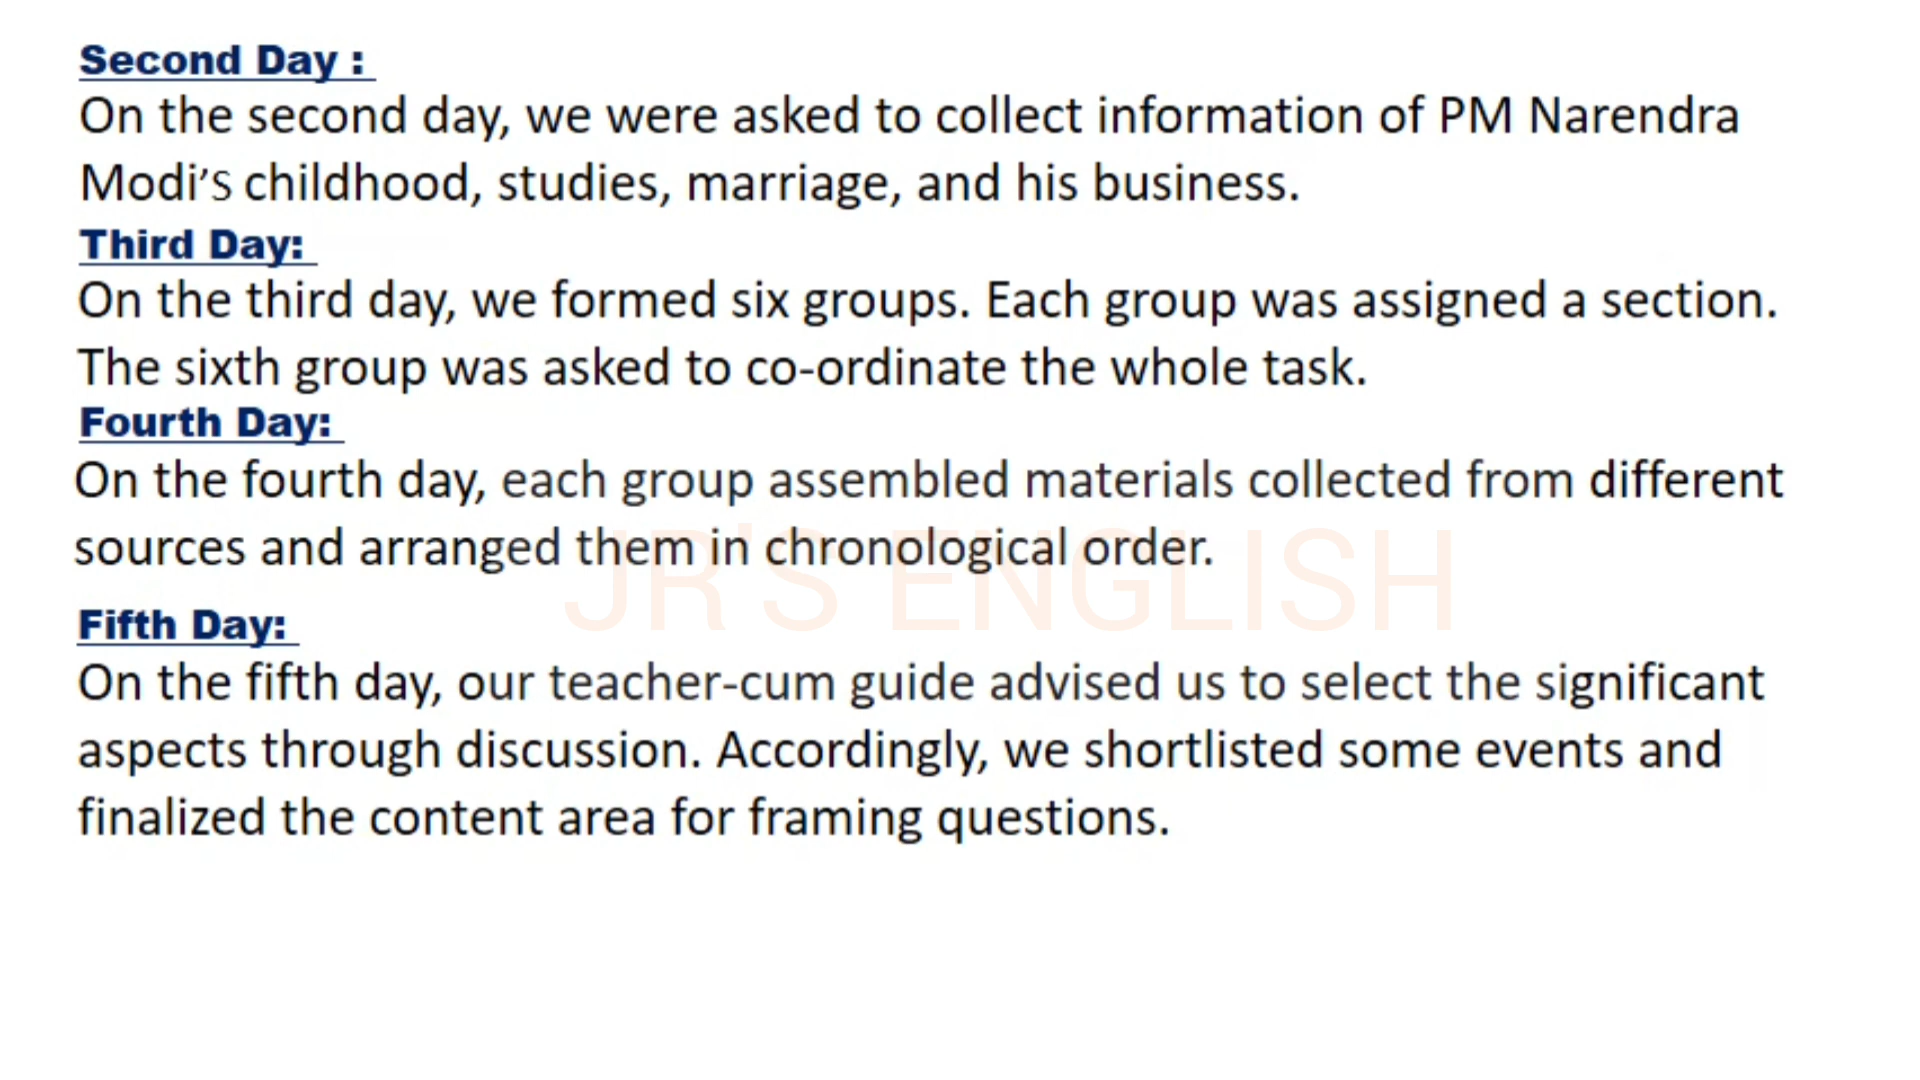 Second Day :
On the second day, we were asked to collect information of PM Narendra
Modi’s childhood, studies, marriage, and his business.
Third Day:
On the third day, we formed six groups. Each group was assigned a section.
The sixth group was asked to co-ordinate the whole task.
Fourth Day:
On the fourth day, each group assembled materials collected from different
sources and arranged them in chronological order.
JR'S ENGLISH
Fifth Day:
On the fifth day, our teacher-cum guide advised us to select the significant
aspects through discussion. Accordingly, we shortlisted some events and
finalized the content area for framing questions.